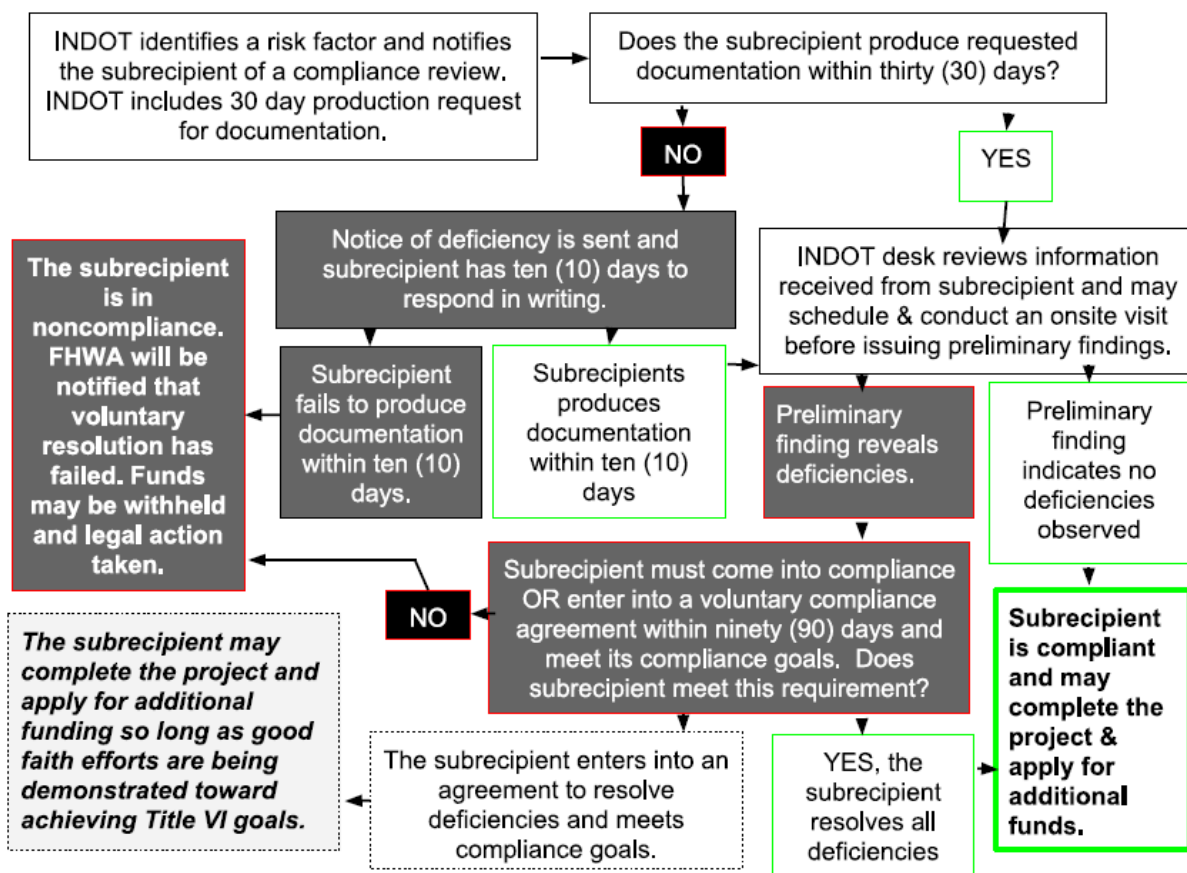 INDOT identifies a risk factor and notifies
the subrecipient of a compliance review.
INDOT includes 30 day production request
for documentation.
Does the subrecipient produce requested
documentation within thirty (30) days?
NO
YES
Notice of deficiency is sent and
subrecipient has ten (10) days to
respond in writing.
INDOT desk reviews information
received from subrecipient and may
schedule & conduct an onsite visit
before issuing preliminary findings.
The subrecipient
is in
noncompliance.
FHWA will be
notified that
voluntary
resolution has
failed. Funds
may be withheld
and legal action
taken.
Subrecipient
fails to produce
documentation
within ten (10)
days.
Subrecipients
produces
documentation
within ten (10)
days
Preliminary
finding reveals
deficiencies.
Preliminary
finding
indicates no
deficiencies
observed
Subrecipient must come into compliance
OR enter into a voluntary compliance
agreement within ninety (90) days and
meet its compliance goals.  Does
subrecipient meet this requirement?
NO
The subrecipient may
complete the project and
apply for additional
funding so long as good
faith efforts are being
demonstrated toward
achieving Title VI goals.
The subrecipient enters into an
agreement to resolve
deficiencies and meets
compliance goals.
YES, the
subrecipient
resolves all
deficiencies
Subrecipient
is compliant
and may
complete the
project &
apply for
additional
funds.